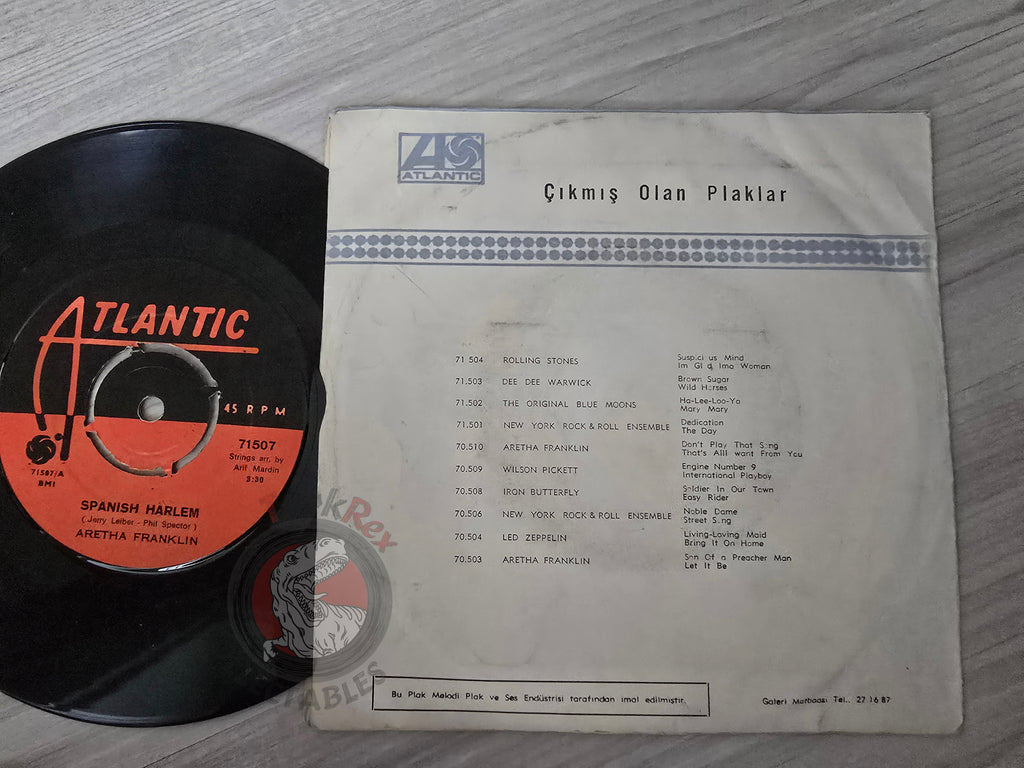 ATLANTIC
45 RPM
71507
Strings arr. by
Arif Mardin
3:30
71507/A
BMI
SPANISH HARLEM
( Jerry Leiber - Phil Spector )
ARETHA FRANKLIN
ATLANTIC
Çıkmış Olan Plaklar
71 504 ROLLING STONES Suspici us Mind
Im Gl d, Ima Woman
71.503 DEE DEE WARWICK Brown Sugar
Wild Horses
71.502 THE ORIGINAL BLUE MOONS Ha-Lee-Loo-Ya
Mary Mary
71.501 NEW YORK ROCK & ROLL ENSEMBLE Dedication
The Day
70.510 ARETHA FRANKLIN Don't Play That Song
That's Alll want From You
70.509 WILSON PICKETT Engine Number 9
International Playboy
70.508 IRON BUTTERFLY Soldier In Our Town
Easy Rider
70.506 NEW YORK ROCK & ROLL ENSEMBLE Noble Dame
Street Song
70.504 LED ZEPPELIN Living-Loving Maid
Bring It On Home
70.503 ARETHA FRANKLIN Son Of a Preacher Man
Let It Be
Bu Plak Melodi Plak ve Ses Endüstrisi tarafından imal edilmiştir.
Galeri Matbaası Tel.. 27 16 87